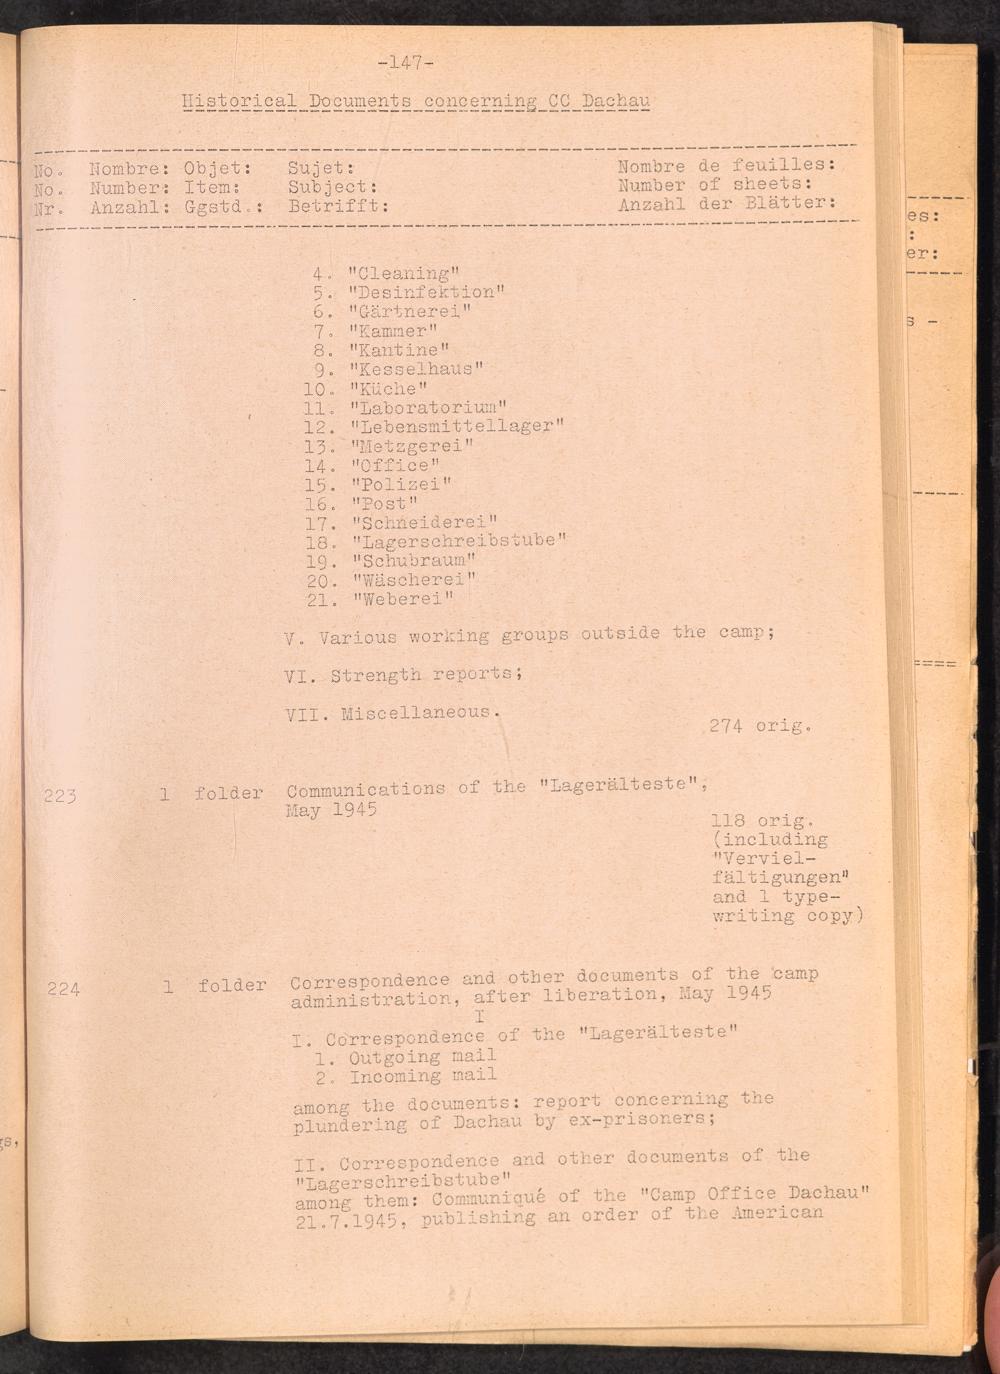 -147-
Historical Documents concerning CC Dachau
No. Nombre: Objet: Sujet: Nombre de feuilles:
No. Number: Item: Subject: Number of sheets:
Nr. Anzahl: Ggstd.: Betrifft: Anzahl der Blätter:
4. "Cleaning"
5. "Desinfektion"
6. "Gärtnerei"
7. "Kammer"
8. "Kantine"
9. "Kesselhaus"
10. "Küche"
11. "Laboratorium"
12. "Lebensmittellager"
13. "Metzgerei"
14. "Office"
15. "Polizei"
16. "Post"
17. "Schneiderei"
18. "Lagerschreibstube"
19. "Schubraum"
20. "Wäscherei"
21. "Weberei"
V. Various working groups outside the camp;
VI. Strength reports;
VII. Miscellaneous.
274 orig.
223 1 folder Communications of the "Lagerälteste",
May 1945
118 orig.
(including
"Verviel-
fältigungen"
and 1 type-
writing copy)
224 1 folder Correspondence and other documents of the camp
administration, after liberation, May 1945
I
I. Correspondence of the "Lagerälteste"
1. Outgoing mail
2. Incoming mail
among the documents: report concerning the
plundering of Dachau by ex-prisoners;
II. Correspondence and other documents of the
"Lagerschreibstube"
among them: Communiqué of the "Camp Office Dachau"
21.7.1945, publishing an order of the American
es:
:
er:
s -
gs,